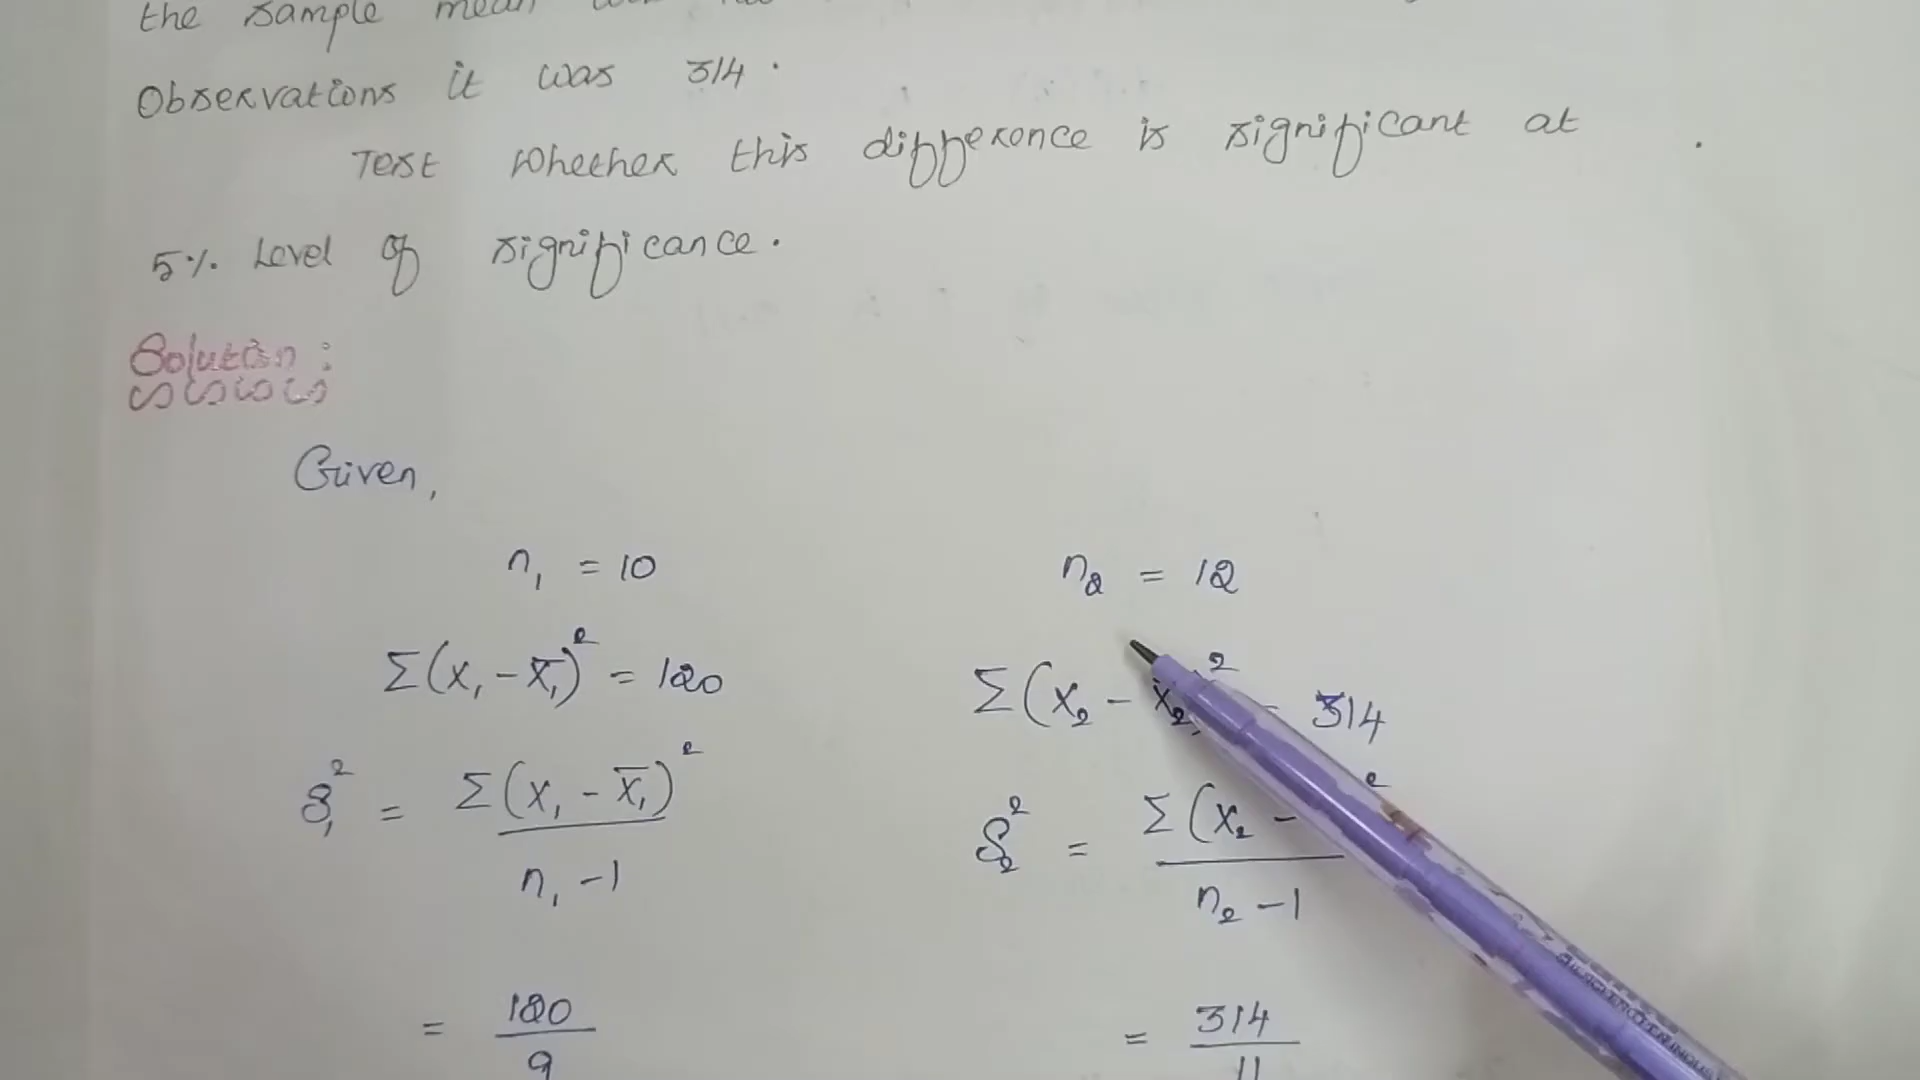 the sample mean
Observations it was 314.
Test whether this difference is significant at
5% Level of significance.
Solution:
Given,
n₁ = 10
n₂ = 12
Σ(x₁ - x̄₁)² = 120
Σ(x₂ - x̄₂)² = 314
S₁² = Σ(x₁ - x̄₁)² / n₁ - 1
S₂² = Σ(x₂ - ² / n₂ - 1
= 120 / 9
= 314 / 11